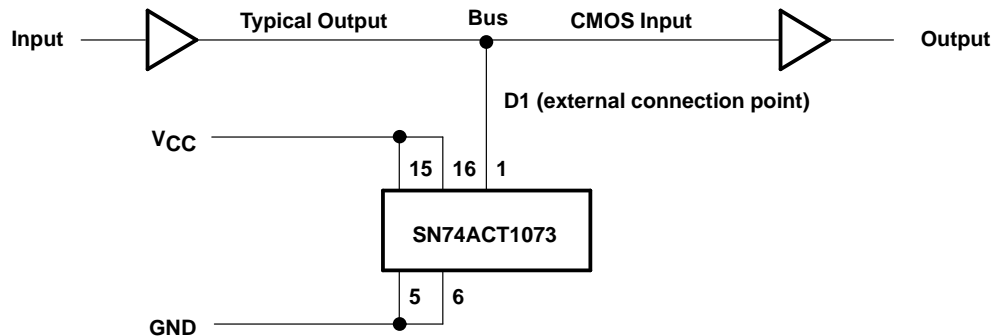 Input
Typical Output
Bus
CMOS Input
Output
D1 (external connection point)
VCC
15
16
1
SN74ACT1073
5
6
GND